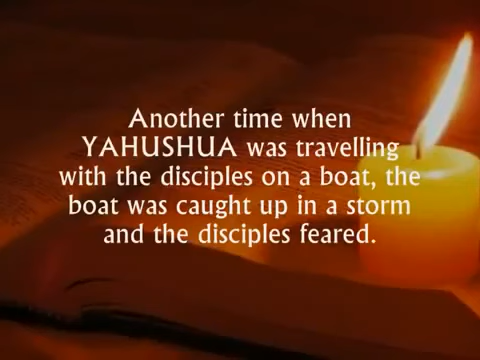 Another time when
YAHUSHUA was travelling
with the disciples on a boat, the
boat was caught up in a storm
and the disciples feared.